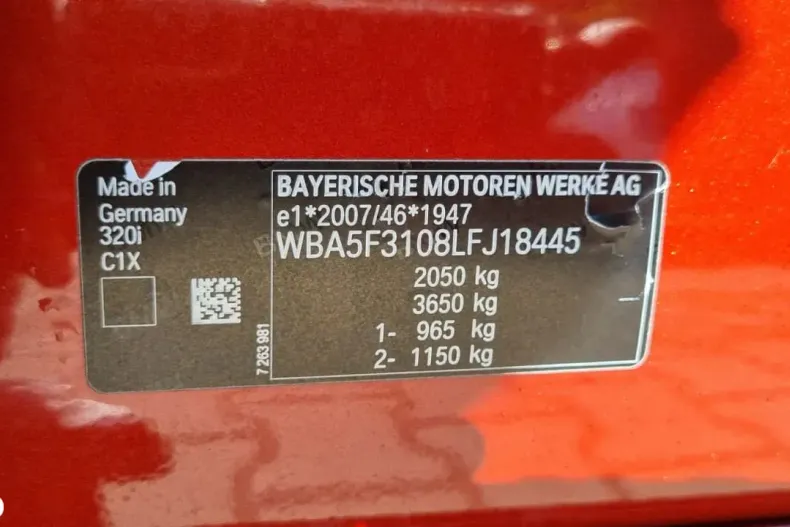 Made in
Germany
320i
C1X
7 263 981
BAYERISCHE MOTOREN WERKE AG
e1*2007/46*1947
WBA5F3108LFJ18445
2050 kg
3650 kg
1- 965 kg
2- 1150 kg